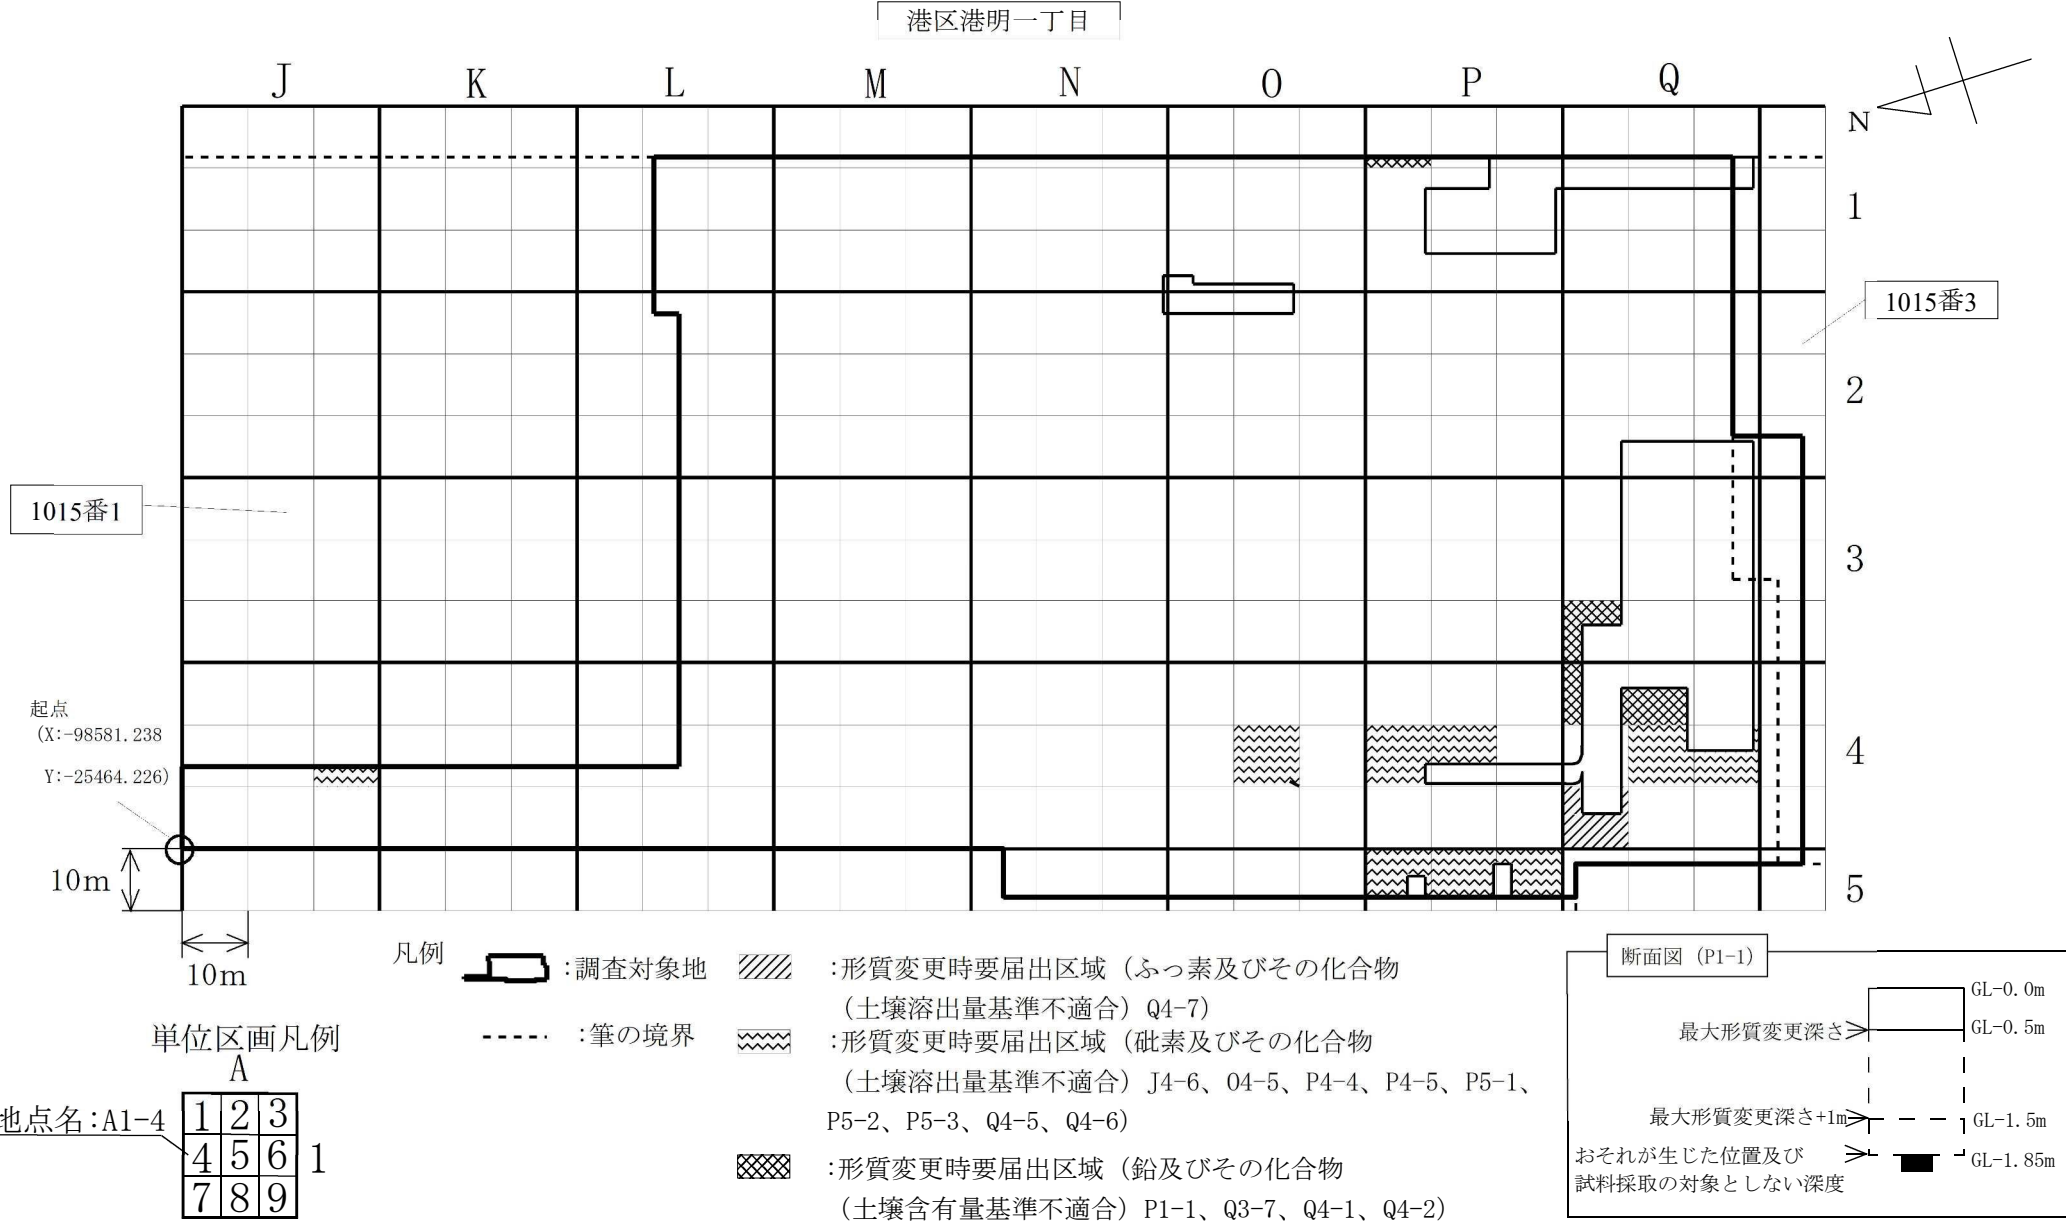 港区港明一丁目
J K L M N O P Q
N
1
2
3
4
5
1015番3
1015番1
起点
(X:-98581.238
Y:-25464.226)
10m
10m
凡例
:調査対象地
:筆の境界
:形質変更時要届出区域（ふっ素及びその化合物
（土壌溶出量基準不適合）Q4-7）
:形質変更時要届出区域（砒素及びその化合物
（土壌溶出量基準不適合）J4-6、O4-5、P4-4、P4-5、P5-1、
P5-2、P5-3、Q4-5、Q4-6）
:形質変更時要届出区域（鉛及びその化合物
（土壌含有量基準不適合）P1-1、Q3-7、Q4-1、Q4-2）
単位区画凡例
A
地点名:A1-4
1 2 3
4 5 6
7 8 9
1
断面図（P1-1）
GL-0.0m
最大形質変更深さ
GL-0.5m
最大形質変更深さ+1m
GL-1.5m
おそれが生じた位置及び
試料採取の対象としない深度
GL-1.85m